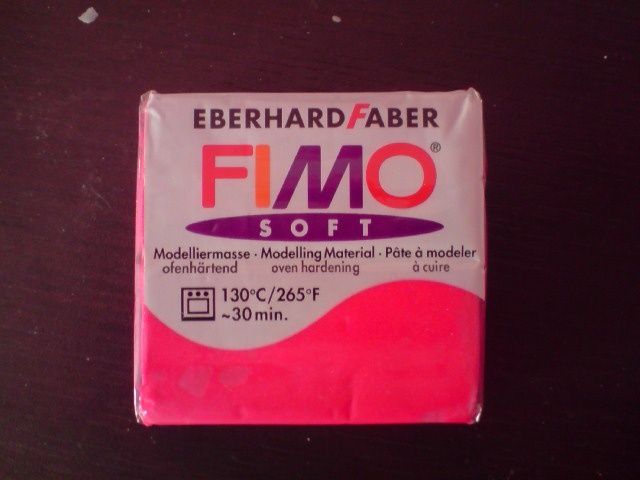 EBERHARDFABER
FIMO®
SOFT
Modelliermasse · Modelling Material · Pâte à modeler
ofenhärtend oven hardening à cuire
130°C/265°F
~30 min.